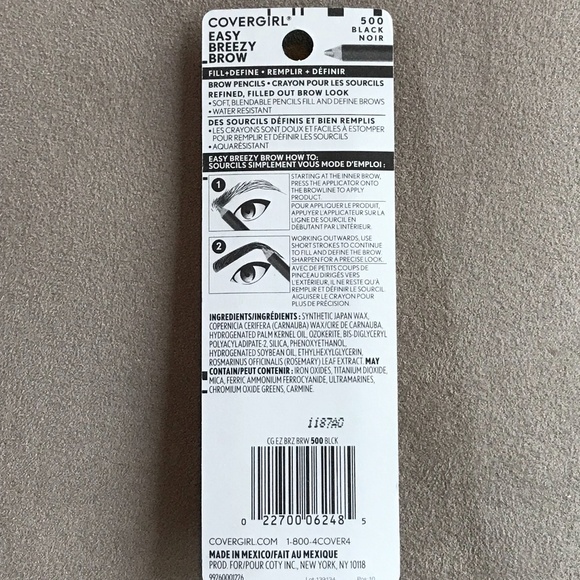 COVERGIRL
EASY
BREEZY
BROW
500
BLACK
NOIR
FILL+DEFINE • REMPLIR + DÉFINIR
BROW PENCILS • CRAYON POUR LES SOURCILS
REFINED, FILLED OUT BROW LOOK
• SOFT, BLENDABLE PENCILS FILL AND DEFINE BROWS
• WATER RESISTANT
DES SOURCILS DÉFINIS ET BIEN REMPLIS
• LES CRAYONS SONT DOUX ET FACILES À ESTOMPER
POUR REMPLIR ET DÉFINIR LES SOURCILS
• AQUARÉSISTANT
EASY BREEZY BROW HOW TO:
SOURCILS SIMPLEMENT VOUS MODE D'EMPLOI :
1
STARTING AT THE INNER BROW,
PRESS THE APPLICATOR ONTO
THE BROWLINE TO APPLY
PRODUCT.
POUR APPLIQUER LE PRODUIT,
APPUYER L'APPLICATEUR SUR LA
LIGNE DE SOURCIL EN
DÉBUTANT PAR L'INTÉRIEUR.
2
WORKING OUTWARDS, USE
SHORT STROKES TO CONTINUE
TO FILL AND DEFINE THE BROW
SHARPEN FOR A PRECISE LOOK.
AVEC DE PETITS COUPS DE
PINCEAU DIRIGÉS VERS
L'EXTÉRIEUR, IL NE RESTE QU'À
REMPLIR ET DÉFINIR LE SOURCIL.
AIGUISER LE CRAYON POUR
PLUS DE PRÉCISION.
INGREDIENTS/INGRÉDIENTS : SYNTHETIC JAPAN WAX,
COPERNICIA CERIFERA (CARNAUBA) WAX/CIRE DE CARNAUBA,
HYDROGENATED PALM KERNEL OIL, OZOKERITE, BIS-DIGLYCERYL
POLYACYLADIPATE-2, SILICA, PHENOXYETHANOL,
HYDROGENATED SOYBEAN OIL, ETHYLHEXYLGLYCERIN,
ROSMARINUS OFFICINALIS (ROSEMARY) LEAF EXTRACT. MAY
CONTAIN/PEUT CONTENIR : IRON OXIDES, TITANIUM DIOXIDE,
MICA, FERRIC AMMONIUM FERROCYANIDE, ULTRAMARINES,
CHROMIUM OXIDE GREENS, CARMINE.
1187A0
CG EZ BRZ BRW 500 BLCK
0 22700 06248 5
COVERGIRL.COM 1-800-4COVER4
MADE IN MEXICO/FAIT AU MEXIQUE
PROD. FOR/POUR COTY INC., NEW YORK, NY 10118
99260001226